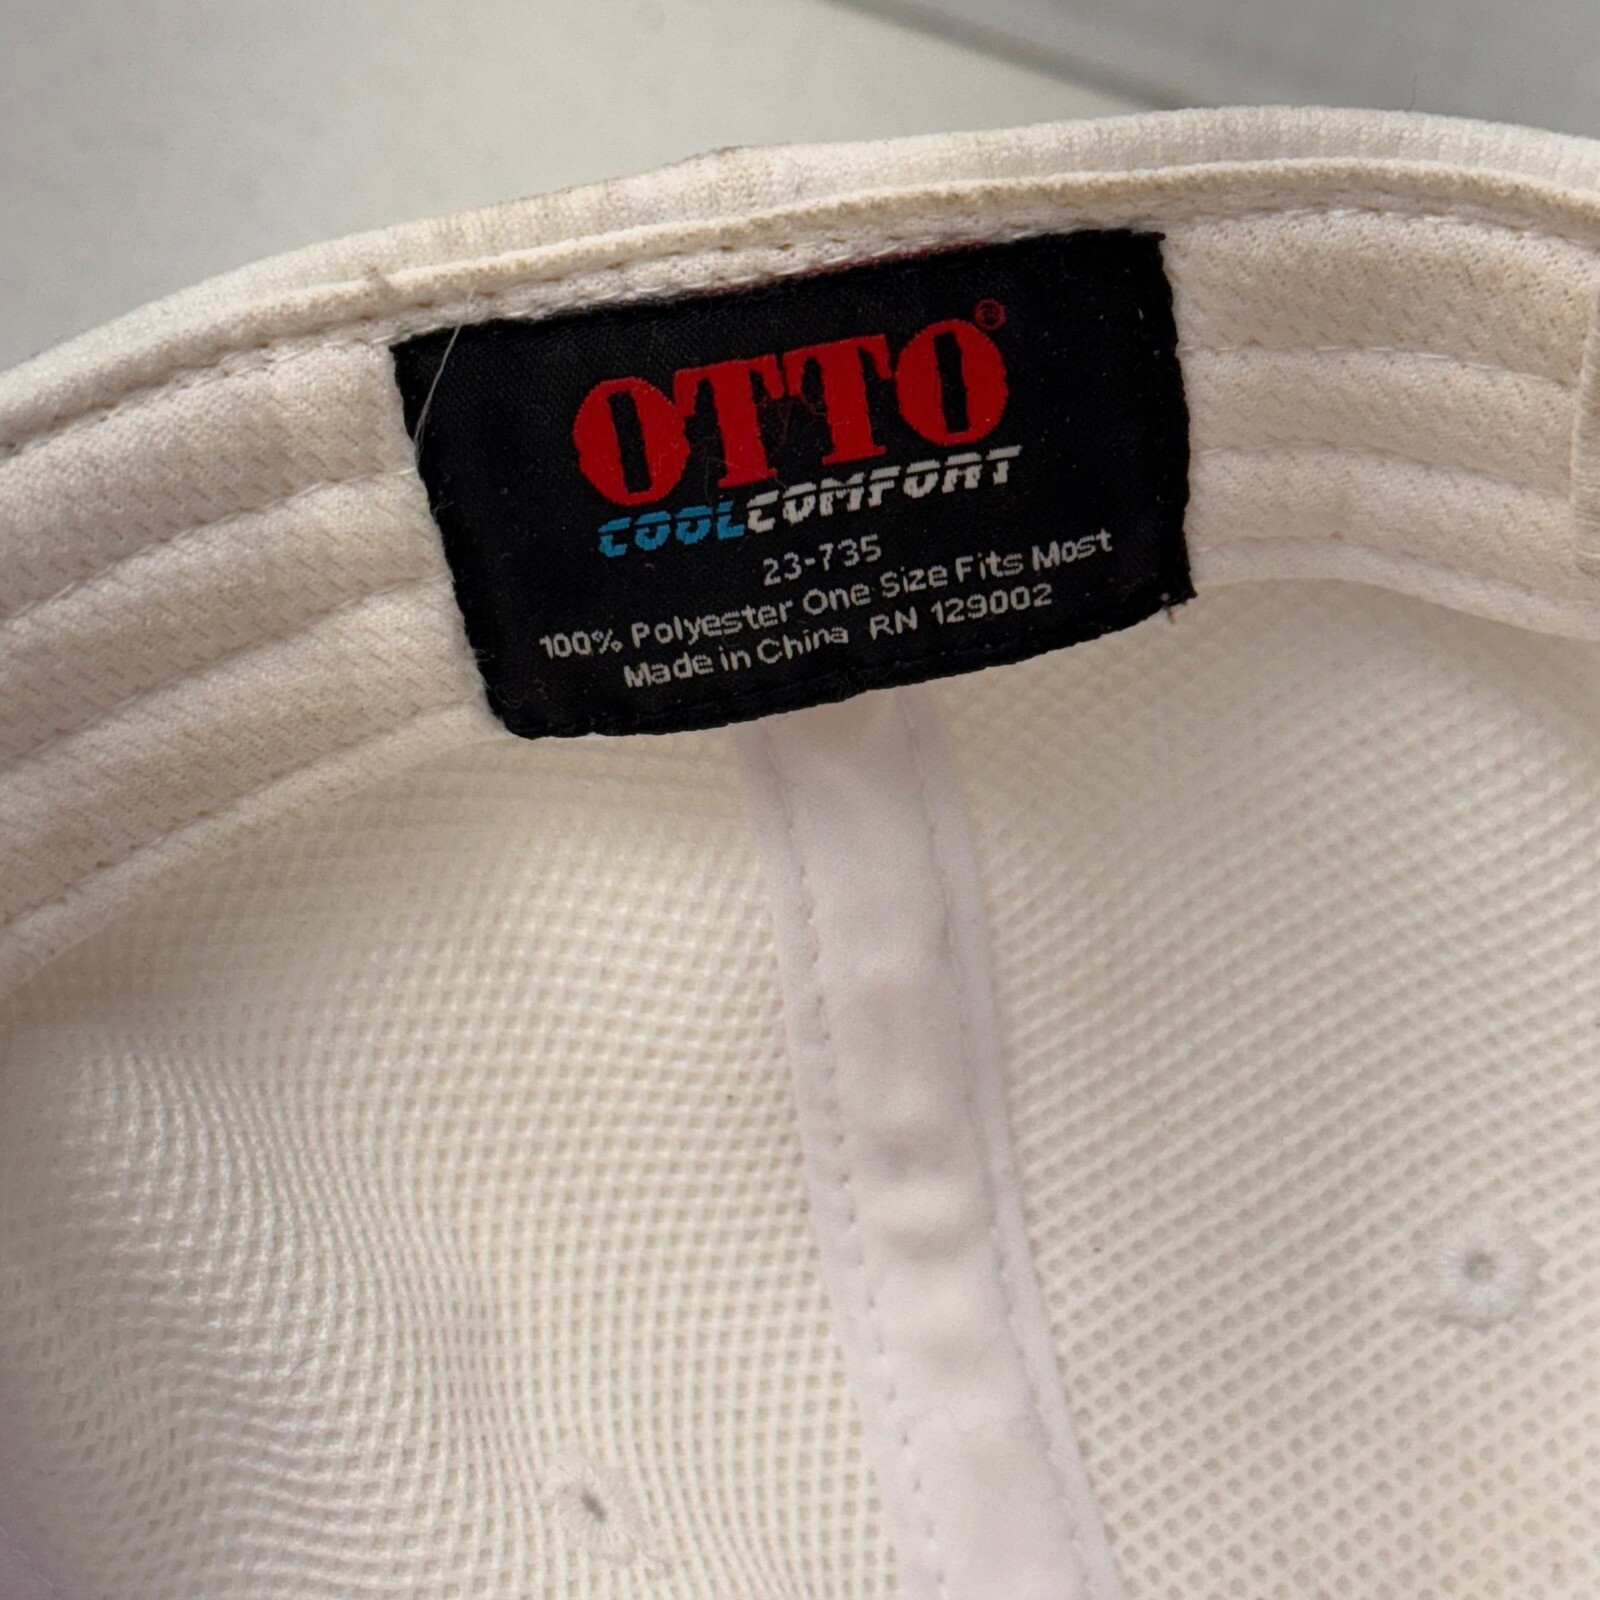 OTTO®
COOLCOMFORT
23-735
100% Polyester One Size Fits Most
Made in China RN 129002